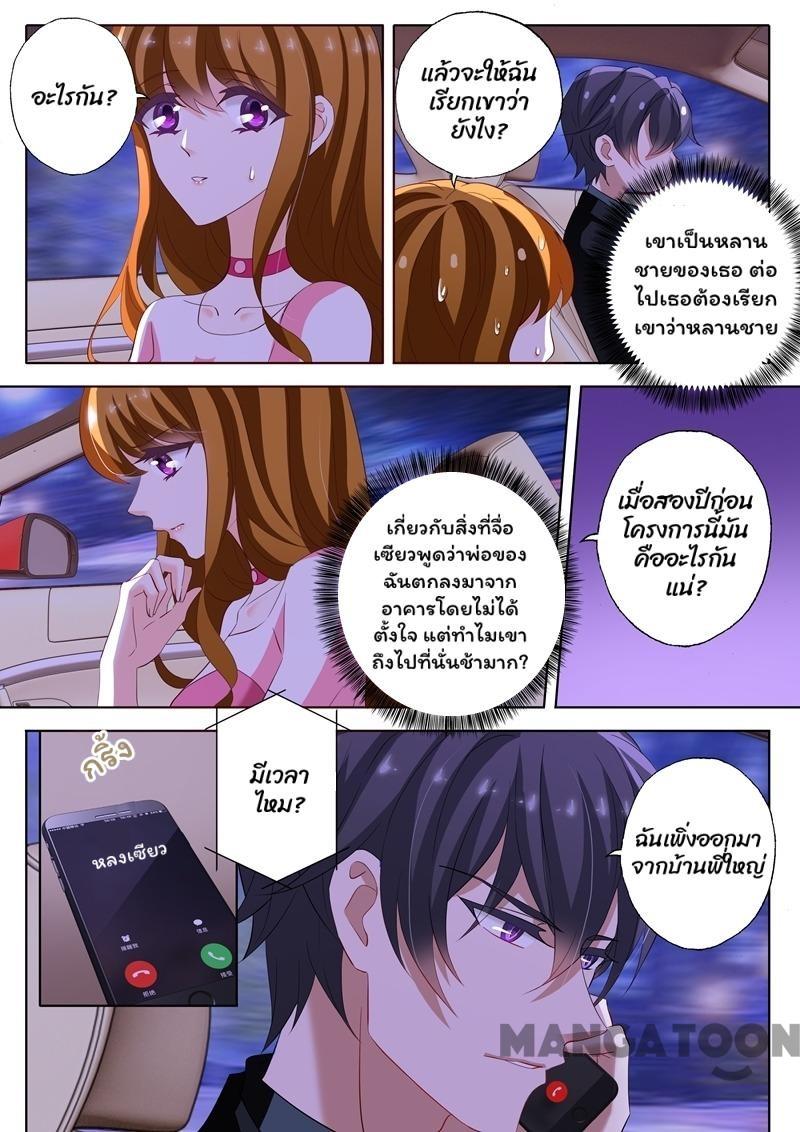 อะไรกัน?
แล้วจะให้ฉัน
เรียกเขาว่า
ยังไง?
เขาเป็นหลาน
ชายของเธอ ต่อ
ไปเธอต้องเรียก
เขาว่าหลานชาย
เกี่ยวกับสิ่งที่จื่อ
เซียวพูดว่าพ่อของ
ฉันตกลงมาจาก
อาคารโดยไม่ได้
ตั้งใจ แต่ทำไมเขา
ถึงไปที่นั่นช้ามาก?
เมื่อสองปีก่อน
โครงการนี้มัน
คืออะไรกัน
แน่?
กริ้ง
หลงเซียว
信息
提醒我
拒绝
接受
มีเวลา
ไหม?
ฉันเพิ่งออกมา
จากบ้านพี่ใหญ่
MANGATOON